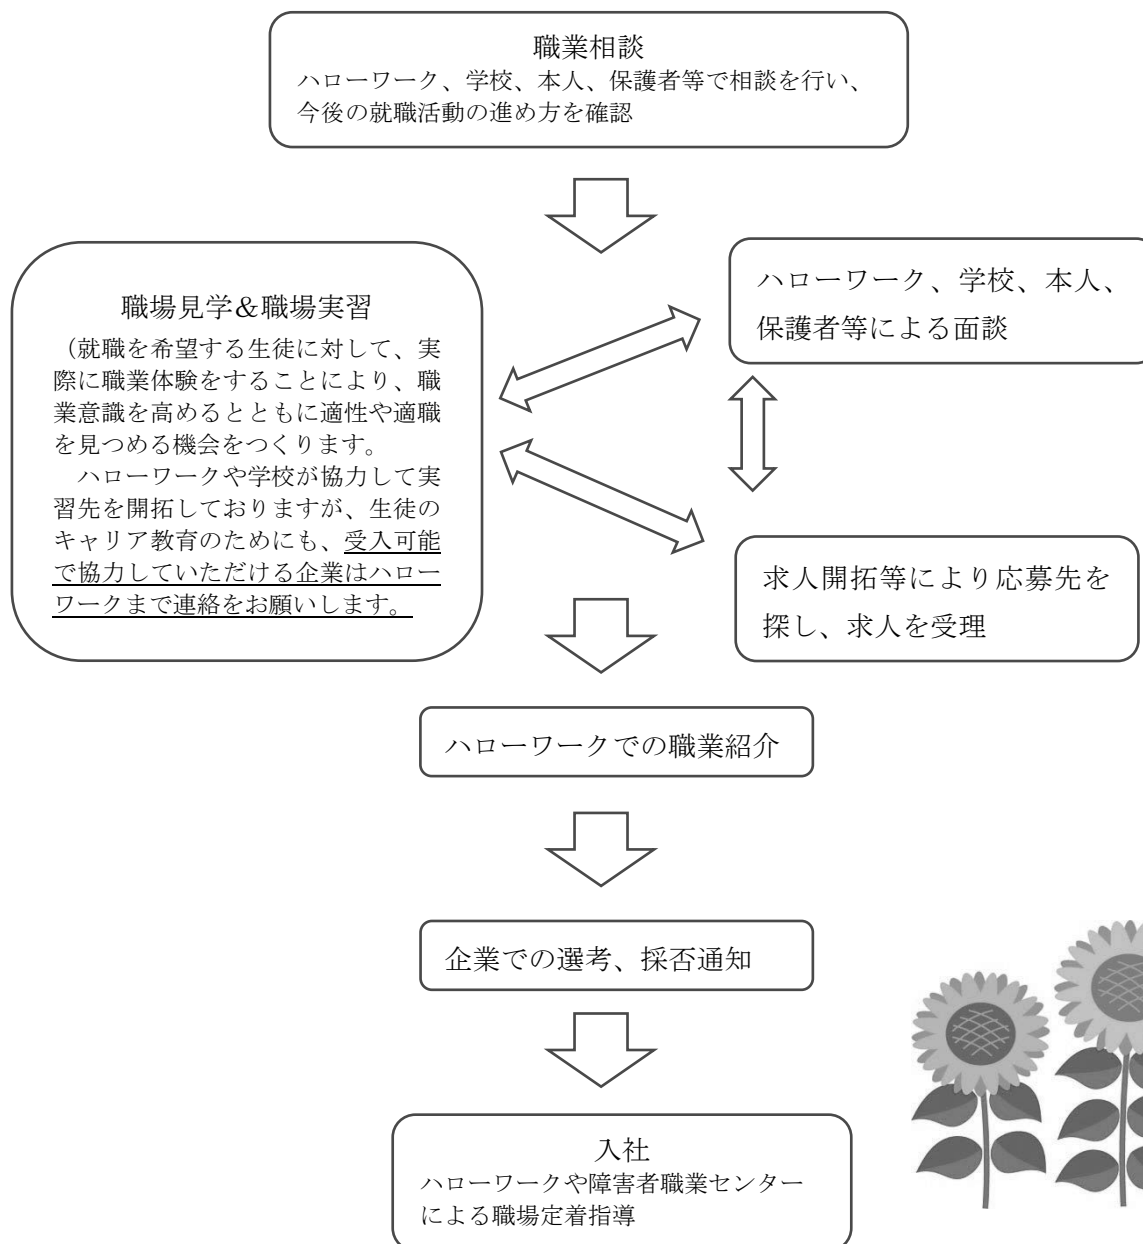 職業相談
ハローワーク、学校、本人、保護者等で相談を行い、
今後の就職活動の進め方を確認
職場見学＆職場実習
（就職を希望する生徒に対して、実
際に職業体験をすることにより、職
業意識を高めるとともに適性や適職
を見つめる機会をつくります。
　ハローワークや学校が協力して実
習先を開拓しておりますが、生徒の
キャリア教育のためにも、受入可能
で協力していただける企業はハロー
ワークまで連絡をお願いします。
ハローワーク、学校、本人、
保護者等による面談
求人開拓等により応募先を
探し、求人を受理
ハローワークでの職業紹介
企業での選考、採否通知
入社
ハローワークや障害者職業センター
による職場定着指導